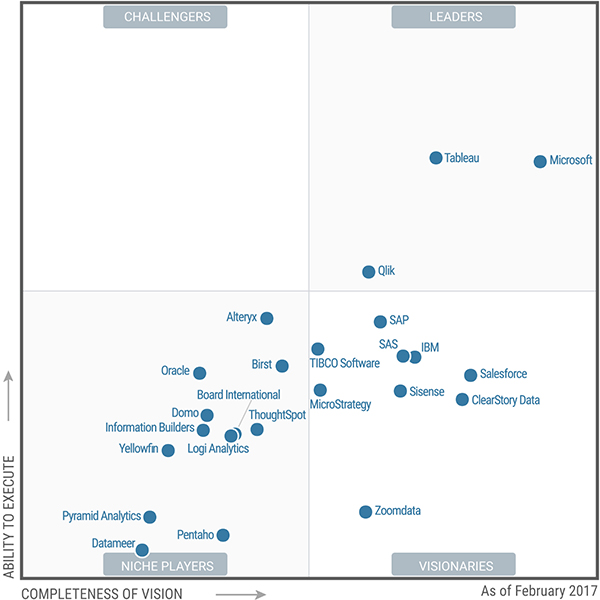 CHALLENGERS
LEADERS
Tableau
Microsoft
Qlik
Alteryx
SAP
SAS
IBM
TIBCO Software
Birst
Oracle
Salesforce
Board International
MicroStrategy
Sisense
ClearStory Data
Domo
ThoughtSpot
Information Builders
Yellowfin
Logi Analytics
Zoomdata
Pyramid Analytics
Pentaho
Datameer
NICHE PLAYERS
VISIONARIES
ABILITY TO EXECUTE
COMPLETENESS OF VISION
As of February 2017